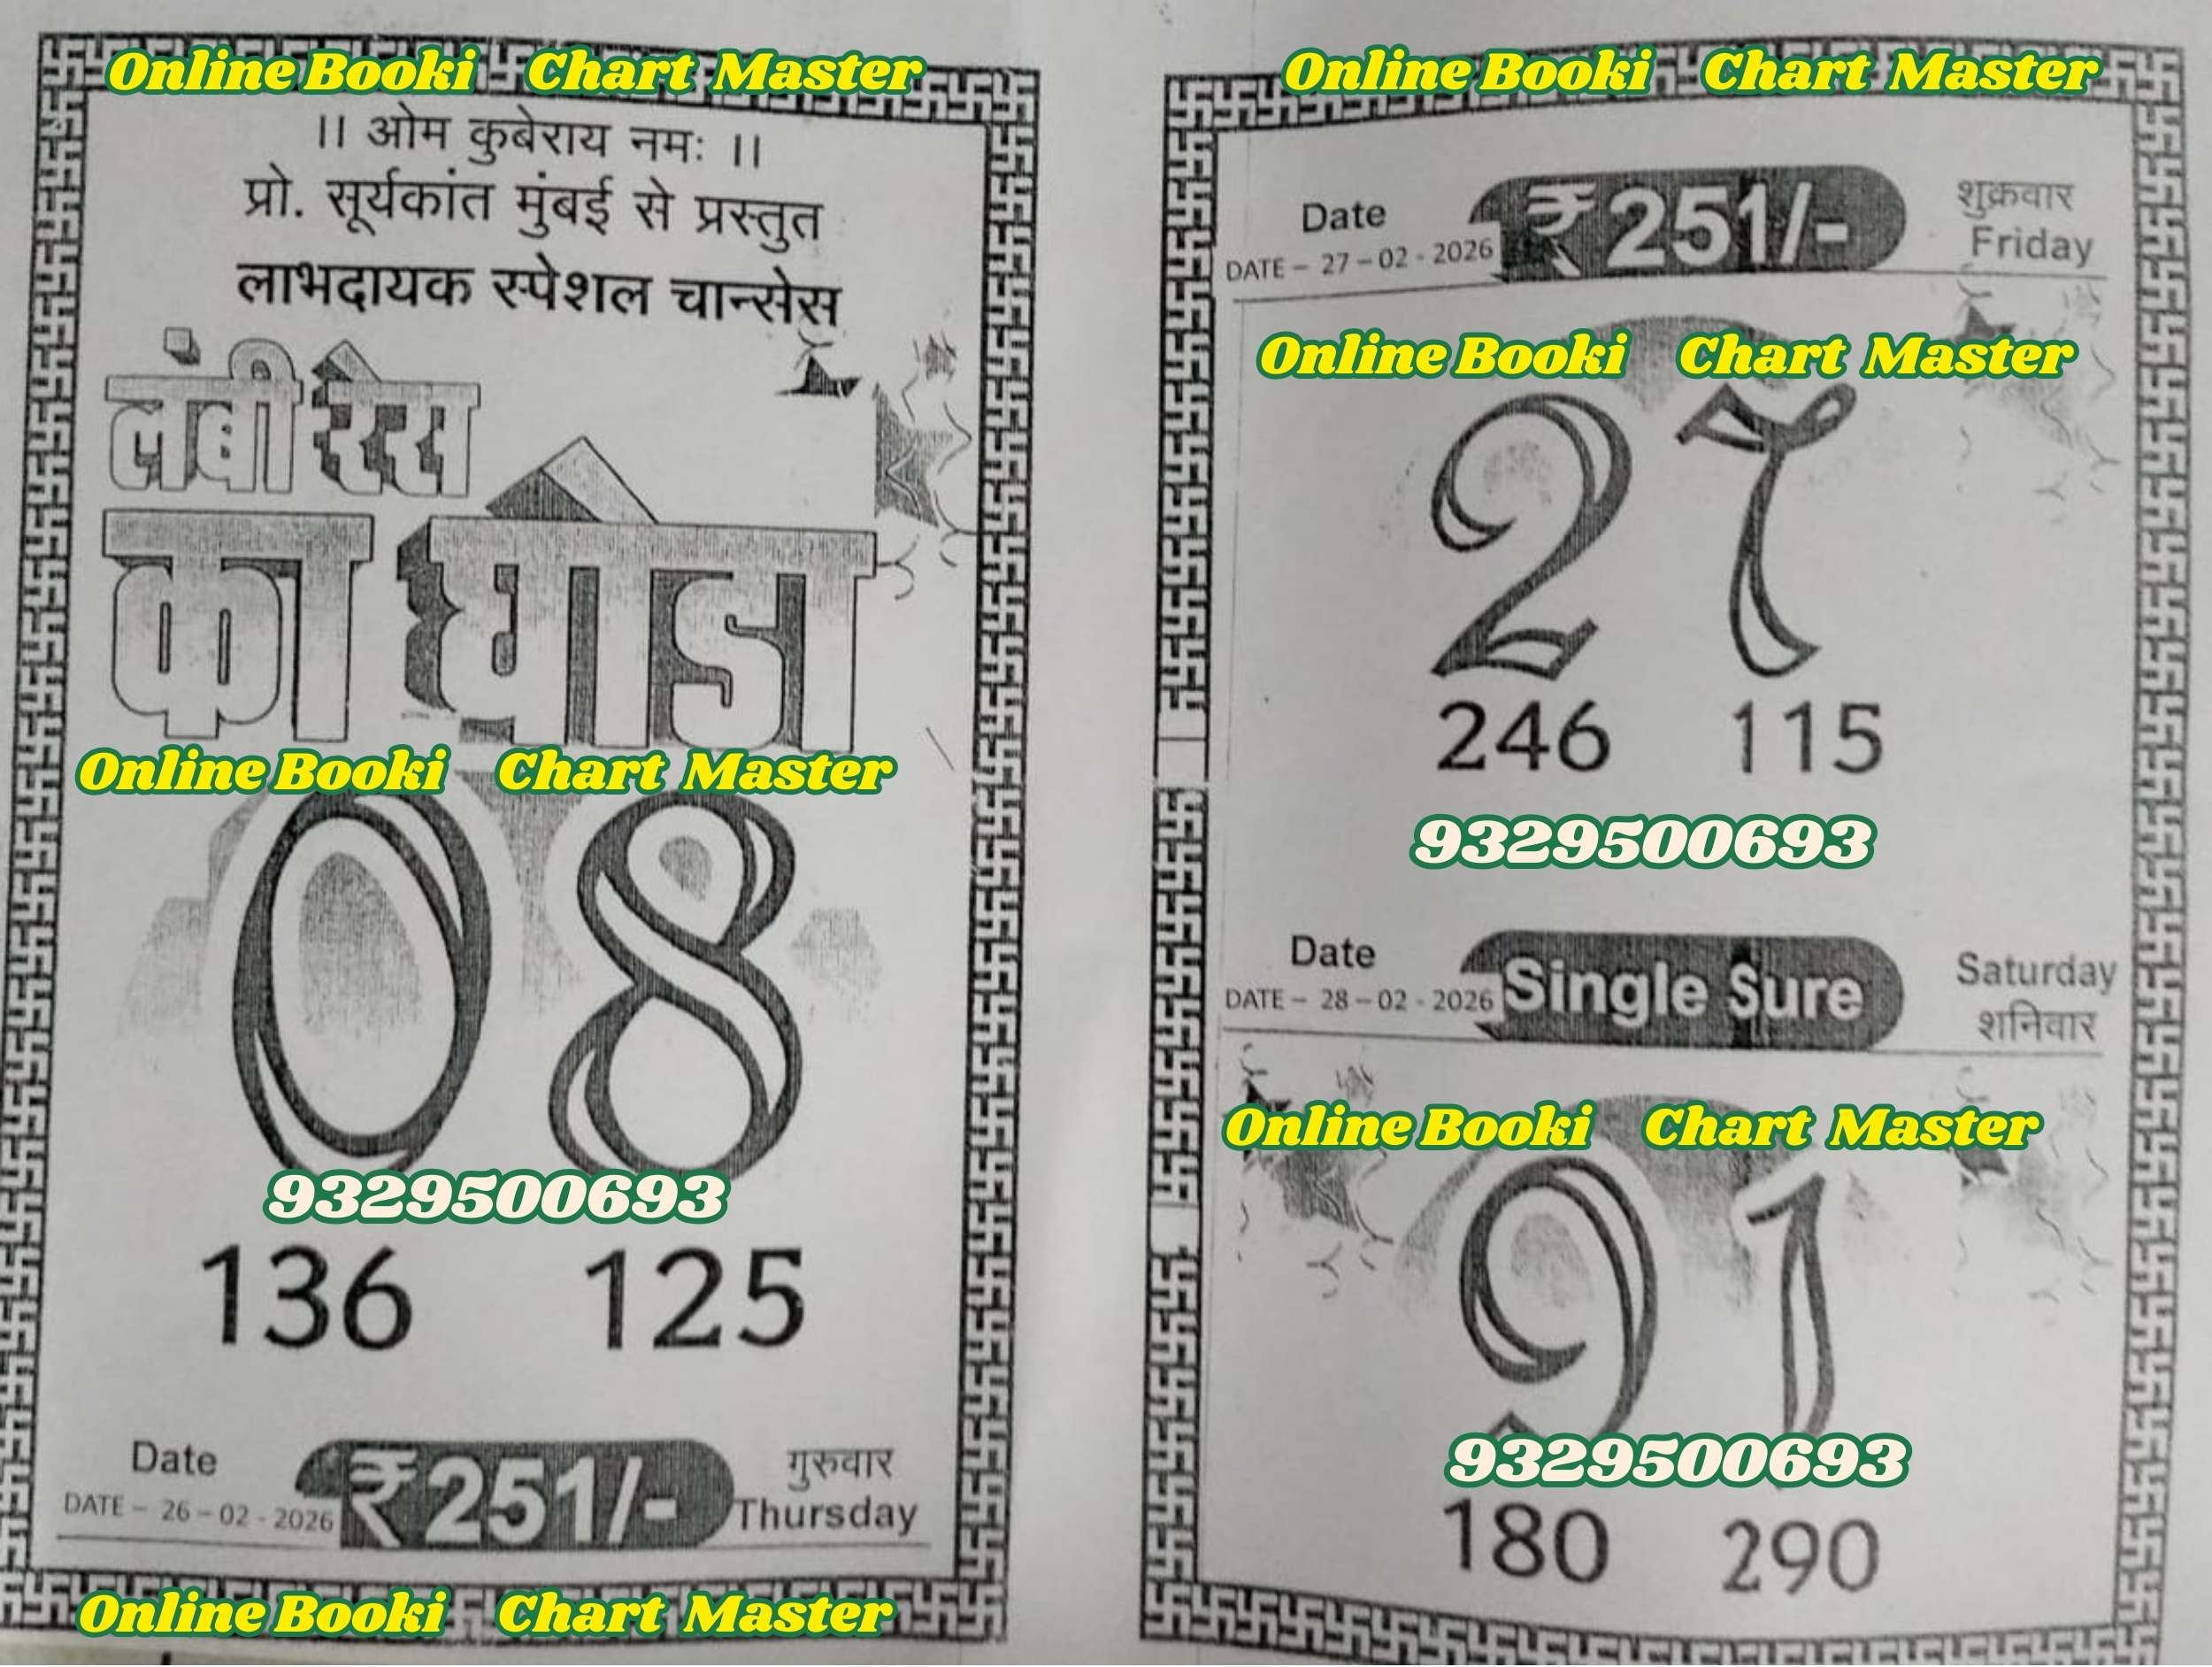 Online Booki Chart Master
।। ओम कुबेराय नमः ।।
प्रो. सूर्यकांत मुंबई से प्रस्तुत
लाभदायक स्पेशल चान्सेस
लंबी रेस
का घोडा
Online Booki Chart Master
08
9329500693
136 125
Date
DATE – 26 – 02 - 2026
₹251/-
गुरुवार
Thursday
Online Booki Chart Master
Online Booki Chart Master
Date
DATE – 27 – 02 - 2026
₹251/-
शुक्रवार
Friday
Online Booki Chart Master
27
246 115
9329500693
Date
DATE – 28 – 02 - 2026
Single Sure
Saturday
शनिवार
Online Booki Chart Master
91
9329500693
180 290